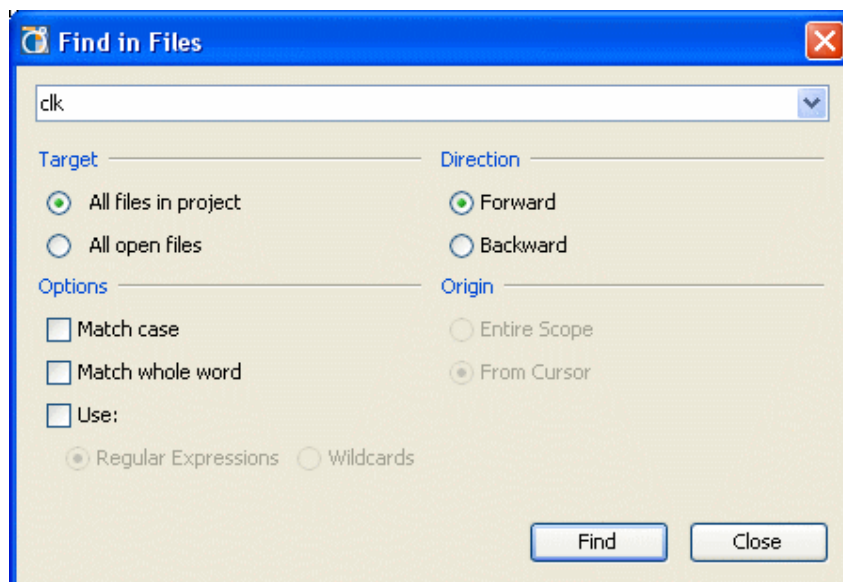 Find in Files
clk
Target
All files in project
All open files
Direction
Forward
Backward
Options
Match case
Match whole word
Use:
Regular Expressions Wildcards
Origin
Entire Scope
From Cursor
Find Close